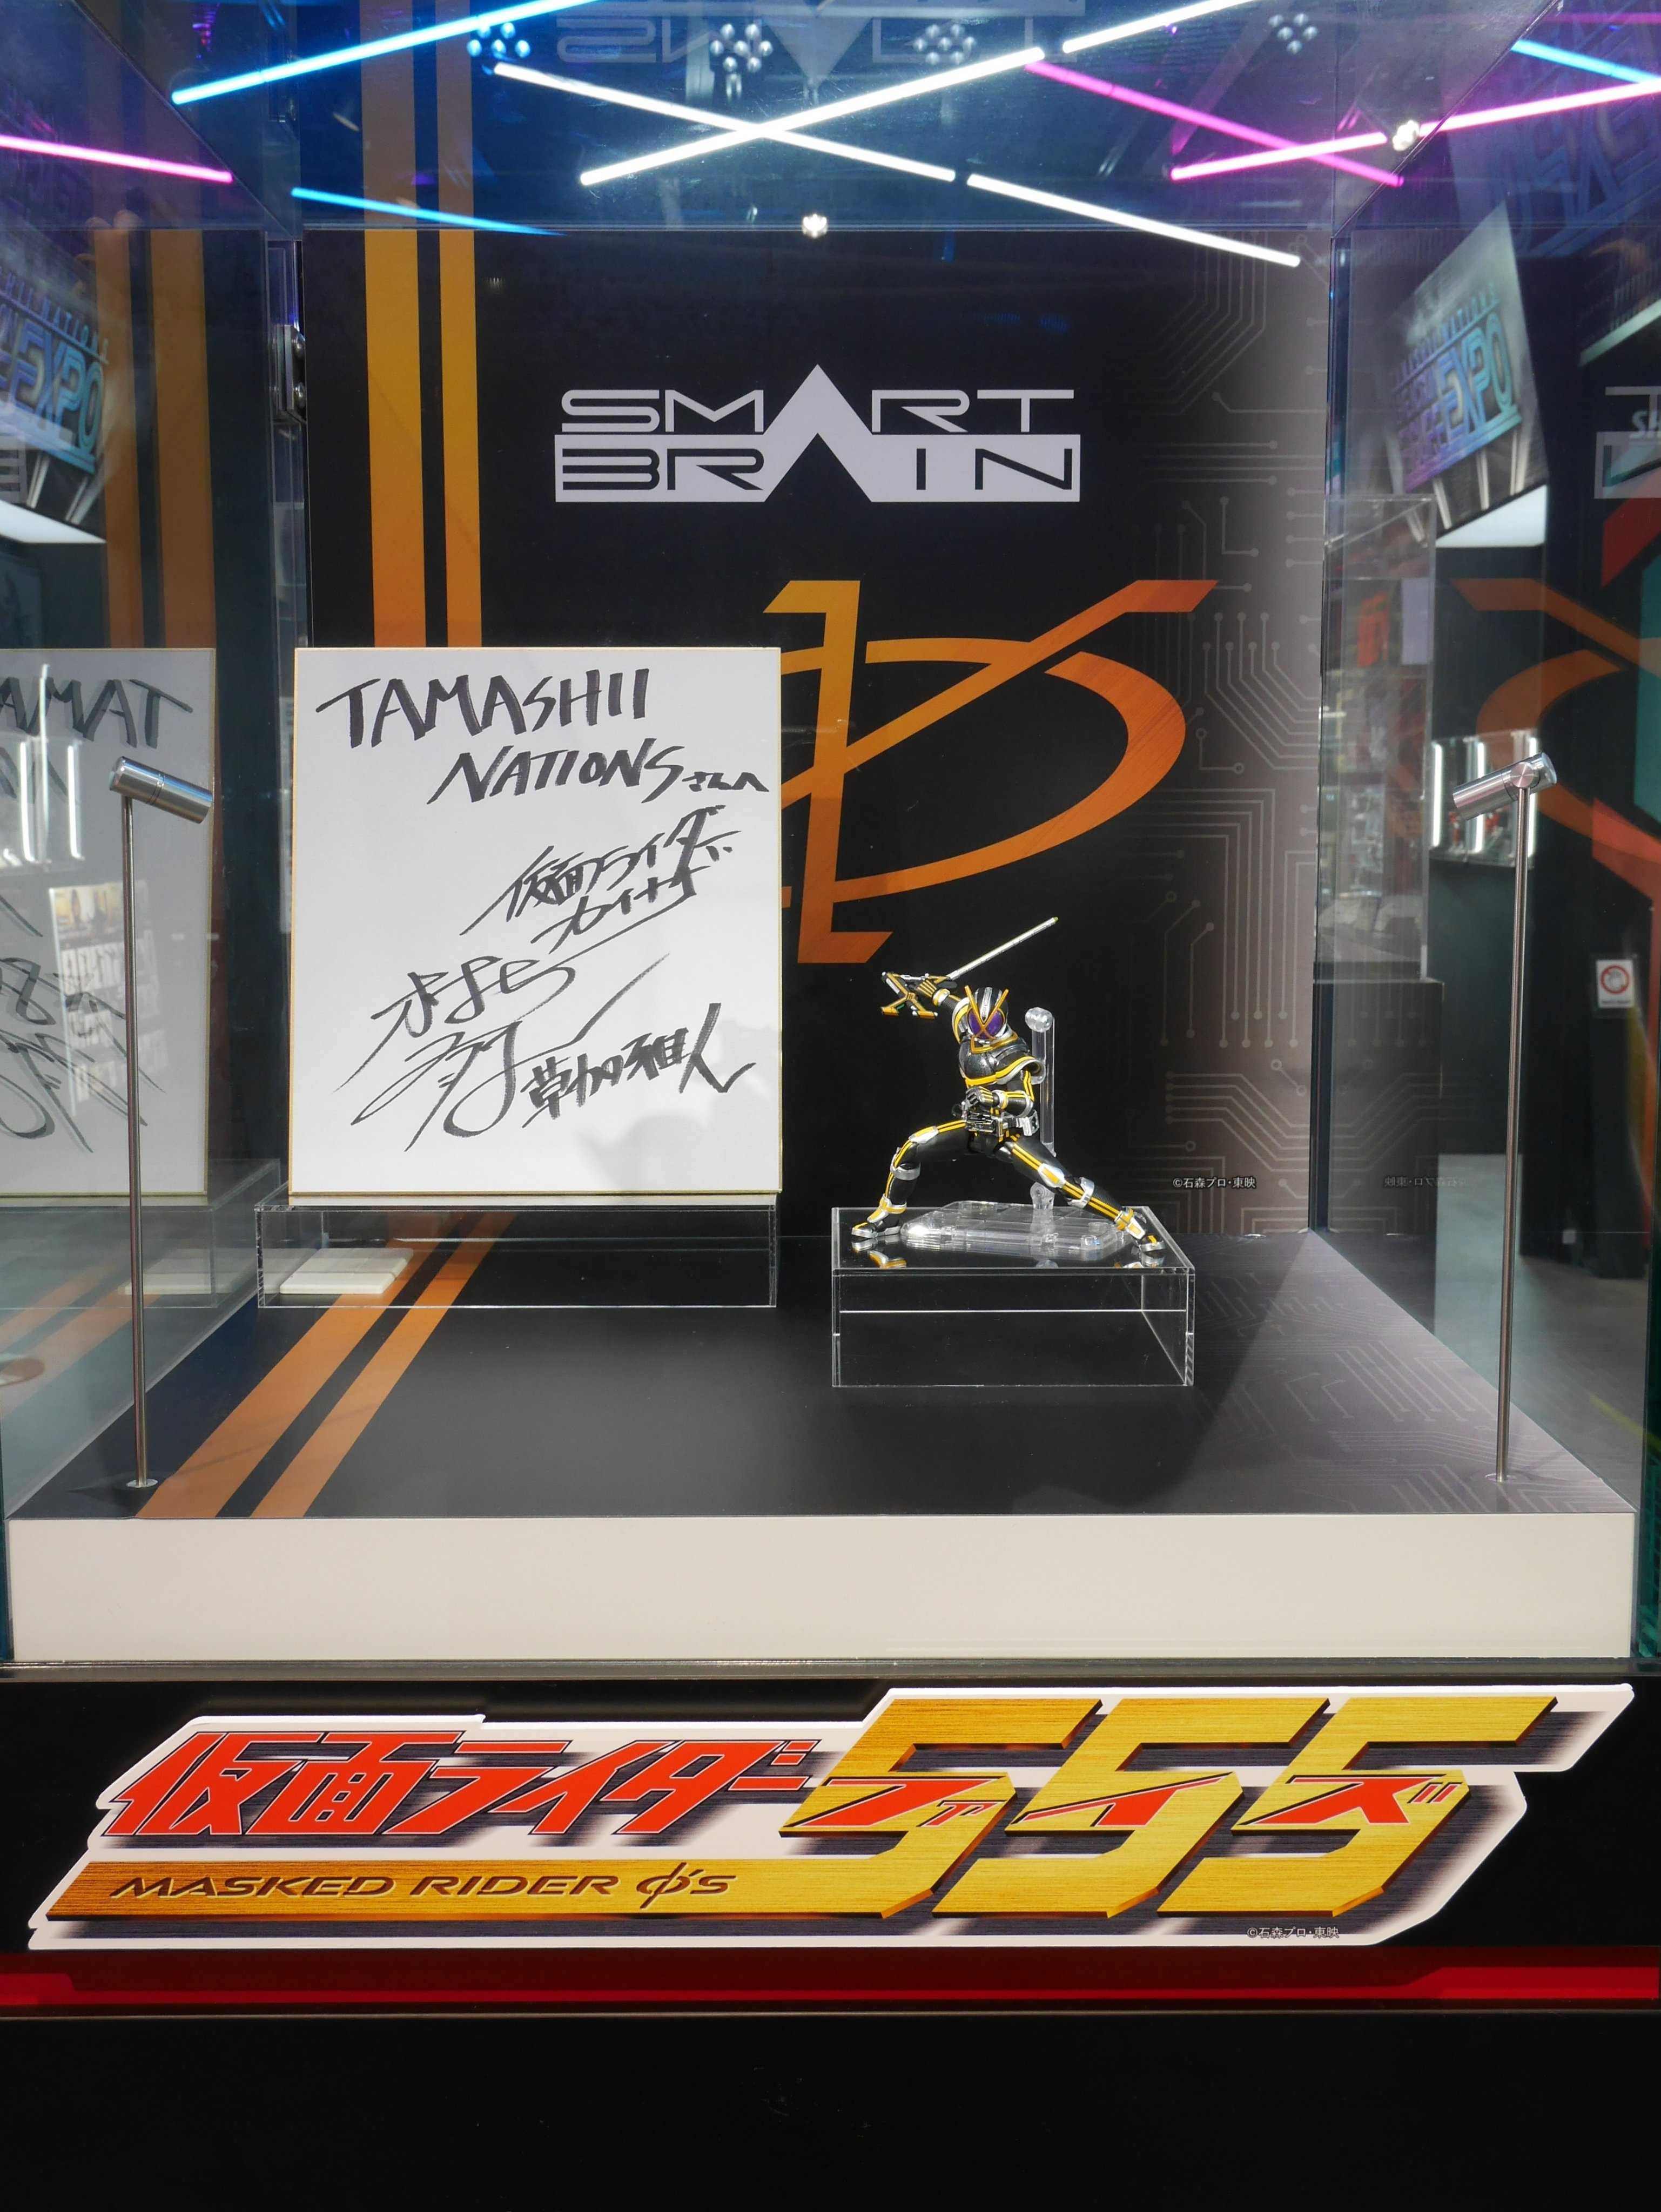 SMART
BRAIN
TAMASHII
NATIONSさんへ
仮面ライダー
カイザ
草加雅人
©石森プロ・東映
仮面ライダー555
ファイズ
MASKED RIDER φ's
©石森プロ・東映
EXPO